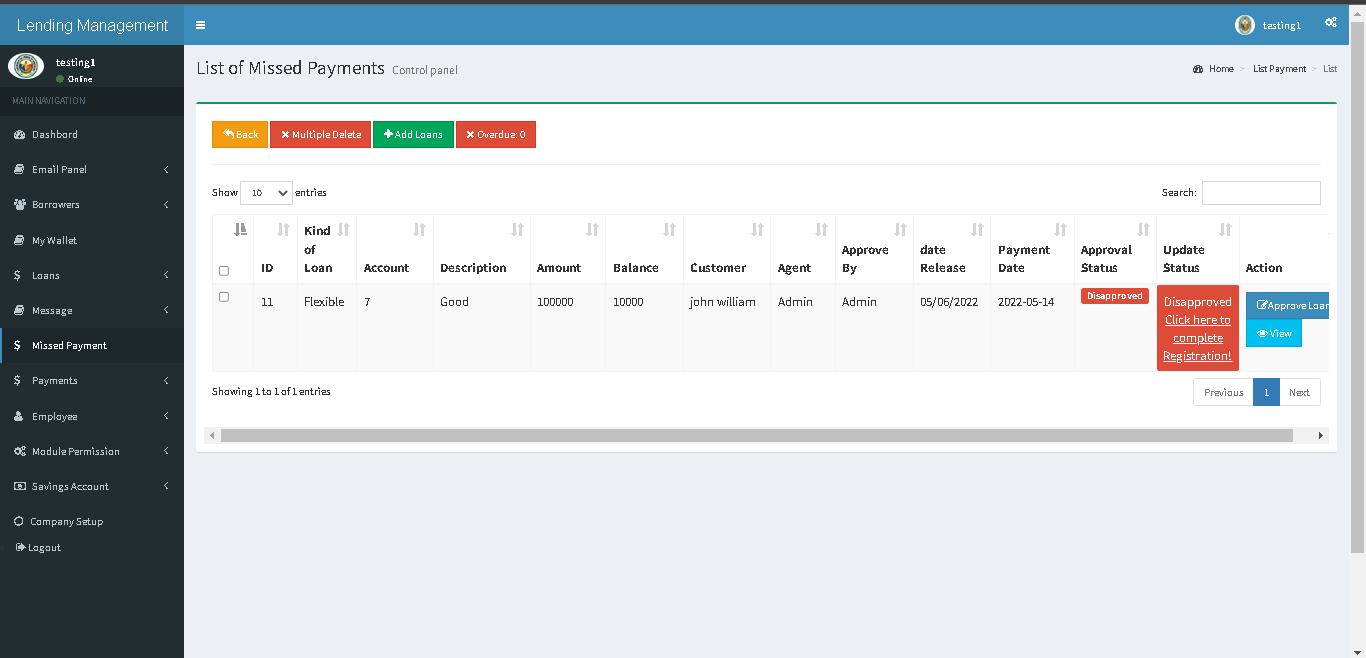 Lending Management
testing1
testing1
Online
MAIN NAVIGATION
Dashbord
Email Panel
Borrowers
My Wallet
Loans
Message
Missed Payment
Payments
Employee
Module Permission
Savings Account
Company Setup
Logout
List of Missed Payments Control panel
Home > List Payment > List
Back Multiple Delete Add Loans Overdue: 0
Show 10 entries Search:
Kind of Loan
ID Account Description Amount Balance Customer Agent Approve By date Release Payment Date Approval Status Update Status Action
11 Flexible 7 Good 100000 10000 john william Admin Admin 05/06/2022 2022-05-14 Disapproved
Disapproved
Click here to
complete
Registration!
Approve Loan
View
Showing 1 to 1 of 1 entries
Previous 1 Next